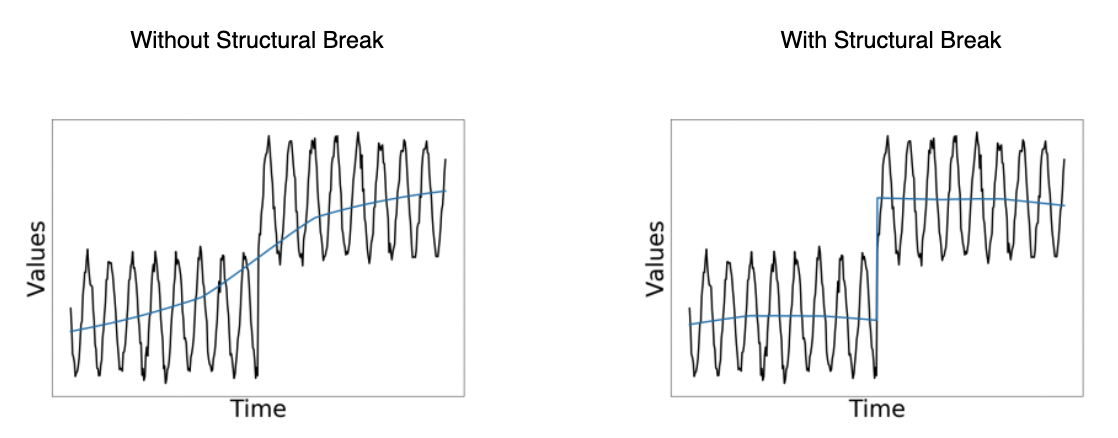 Without Structural Break
With Structural Break
Values
Time
Values
Time